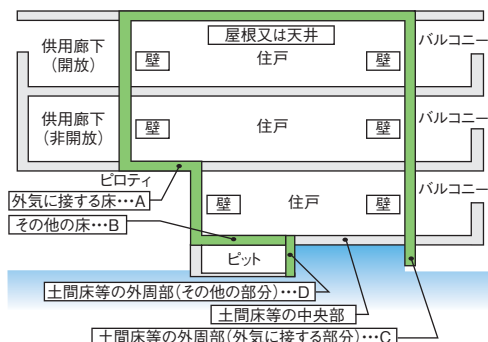 屋根又は天井
供用廊下
（開放）
壁
住戸
壁
バルコニー
供用廊下
（非開放）
壁
住戸
壁
バルコニー
ピロティ
外気に接する床…A
壁
住戸
壁
バルコニー
その他の床…B
ピット
土間床等の外周部（その他の部分）…D
土間床等の中央部
土間床等の外周部（外気に接する部分）…C